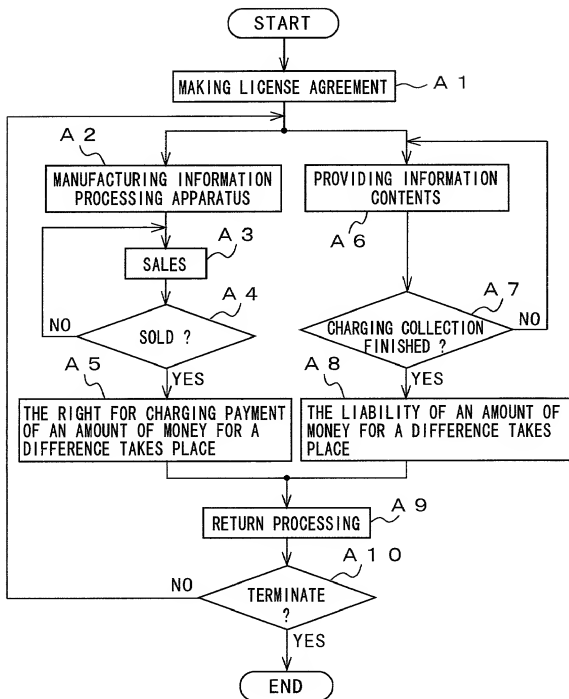 START
MAKING LICENSE AGREEMENT
A 1
A 2
MANUFACTURING INFORMATION
PROCESSING APPARATUS
PROVIDING INFORMATION
CONTENTS
A 6
A 3
SALES
A 4
SOLD ?
NO
YES
A 7
CHARGING COLLECTION
FINISHED ?
NO
YES
A 5
THE RIGHT FOR CHARGING PAYMENT
OF AN AMOUNT OF MONEY FOR A
DIFFERENCE TAKES PLACE
A 8
THE LIABILITY OF AN AMOUNT OF
MONEY FOR A DIFFERENCE TAKES
PLACE
A 9
RETURN PROCESSING
A 1 0
TERMINATE
?
NO
YES
END